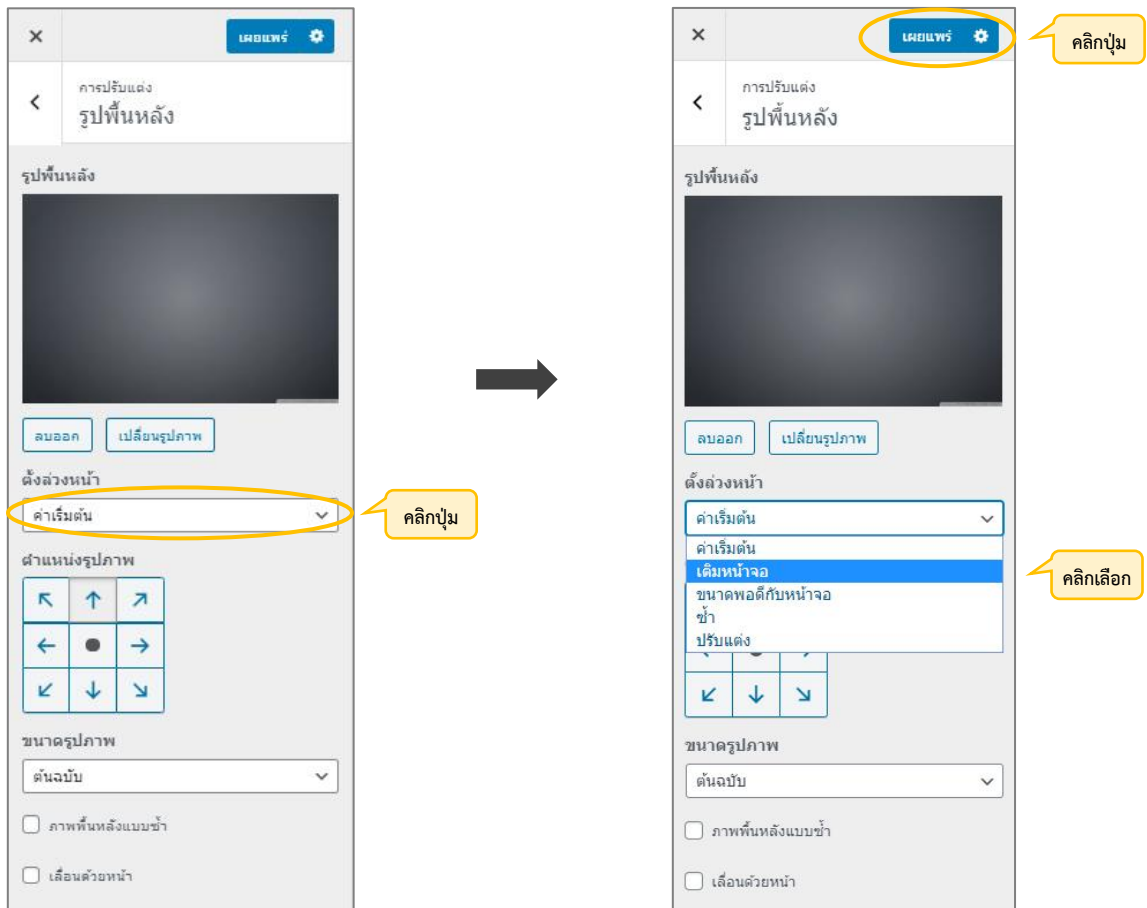 เผยแพร่
การปรับแต่ง
รูปพื้นหลัง
รูปพื้นหลัง
ลบออก
เปลี่ยนรูปภาพ
ตั้งล่วงหน้า
ค่าเริ่มต้น
คลิกปุ่ม
ตำแหน่งรูปภาพ
ขนาดรูปภาพ
ต้นฉบับ
ภาพพื้นหลังแบบซ้ำ
เลื่อนด้วยหน้า
เผยแพร่
คลิกปุ่ม
การปรับแต่ง
รูปพื้นหลัง
รูปพื้นหลัง
ลบออก
เปลี่ยนรูปภาพ
ตั้งล่วงหน้า
ค่าเริ่มต้น
ค่าเริ่มต้น
เติมหน้าจอ
คลิกเลือก
ขนาดพอดีกับหน้าจอ
ซ้ำ
ปรับแต่ง
ขนาดรูปภาพ
ต้นฉบับ
ภาพพื้นหลังแบบซ้ำ
เลื่อนด้วยหน้า